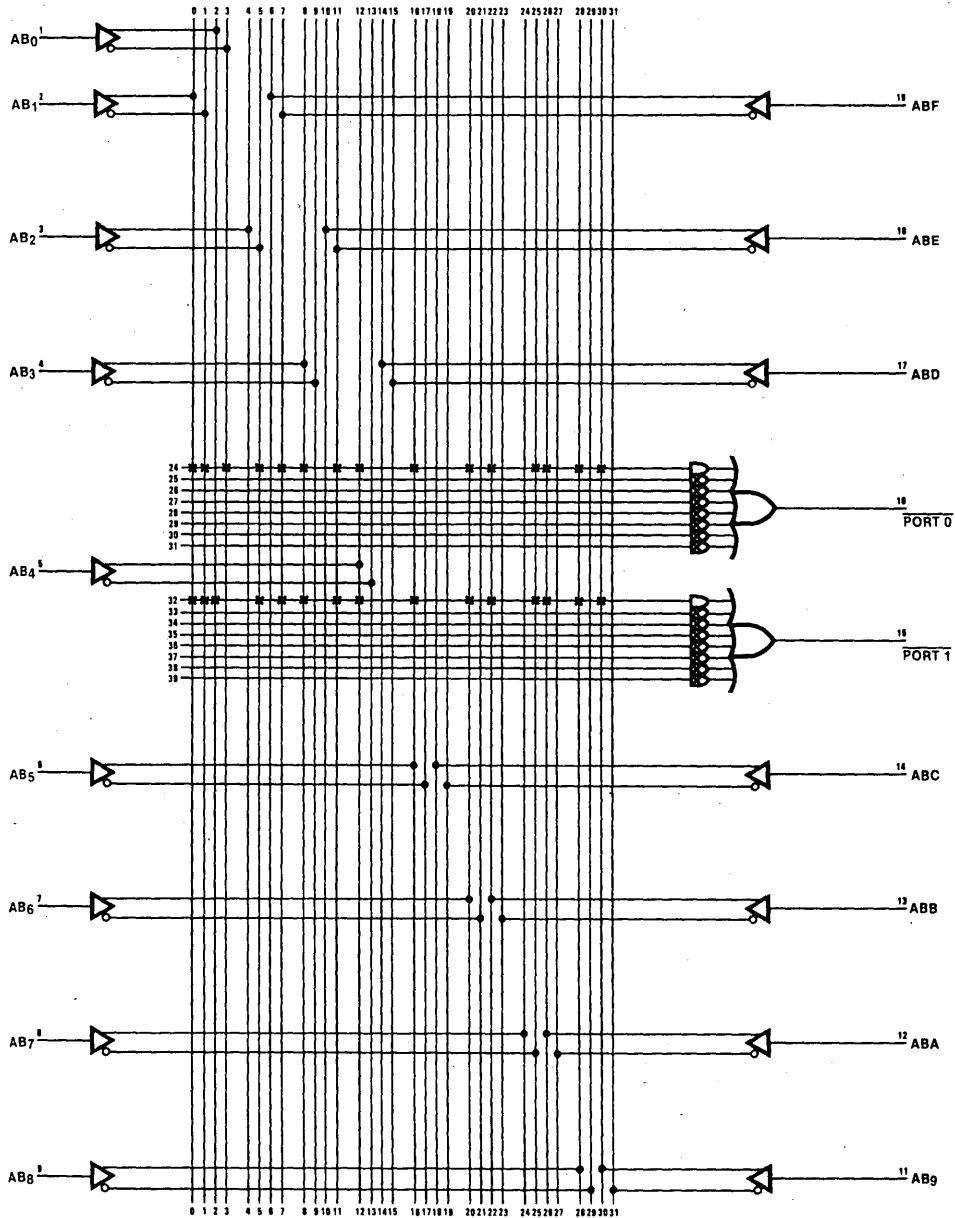 0 1 2 3 4 5 6 7 8 9 10 11 12 13 14 15 16 17 18 19 20 21 22 23 24 25 26 27 28 29 30 31
AB0 1
AB1 2
19 ABF
AB2 3
18 ABE
AB3 4
17 ABD
24
25
26
27
28
29
30
31
16
PORT 0
AB4 5
32
33
34
35
36
37
38
39
15
PORT 1
AB5 6
14 ABC
AB6 7
13 ABB
AB7 8
12 ABA
AB8 9
11 AB9
0 1 2 3 4 5 6 7 8 9 10 11 12 13 14 15 16 17 18 19 20 21 22 23 24 25 26 27 28 29 30 31